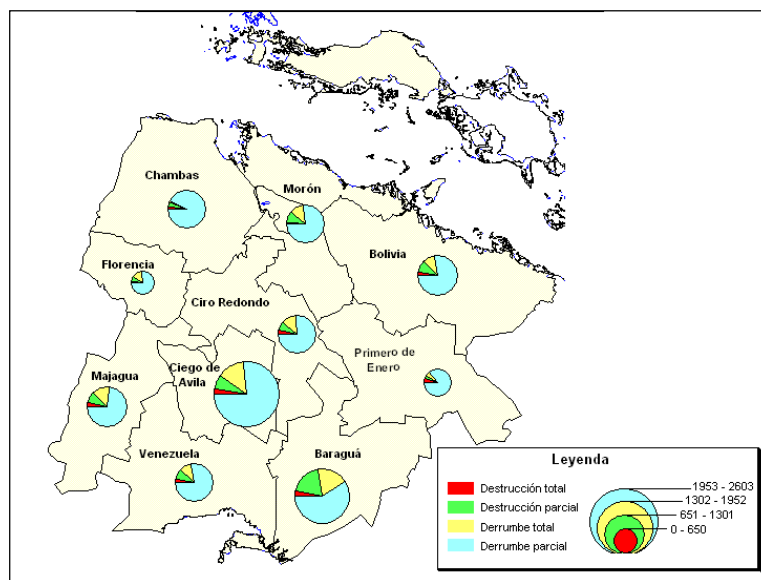 Chambas
Morón
Florencia
Bolivia
Ciro Redondo
Primero de
Enero
Ciego de
Avila
Majagua
Venezuela
Baraguá
Leyenda
Destrucción total
Destrucción parcial
Derrumbe total
Derrumbe parcial
1953 - 2603
1302 - 1952
651 - 1301
0 - 650